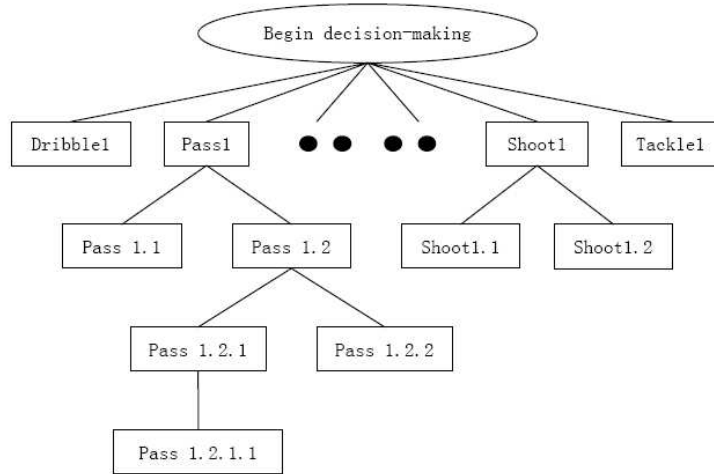 Begin decision-making
Dribble1
Pass1
Shoot1
Tackle1
Pass 1.1
Pass 1.2
Shoot1.1
Shoot1.2
Pass 1.2.1
Pass 1.2.2
Pass 1.2.1.1